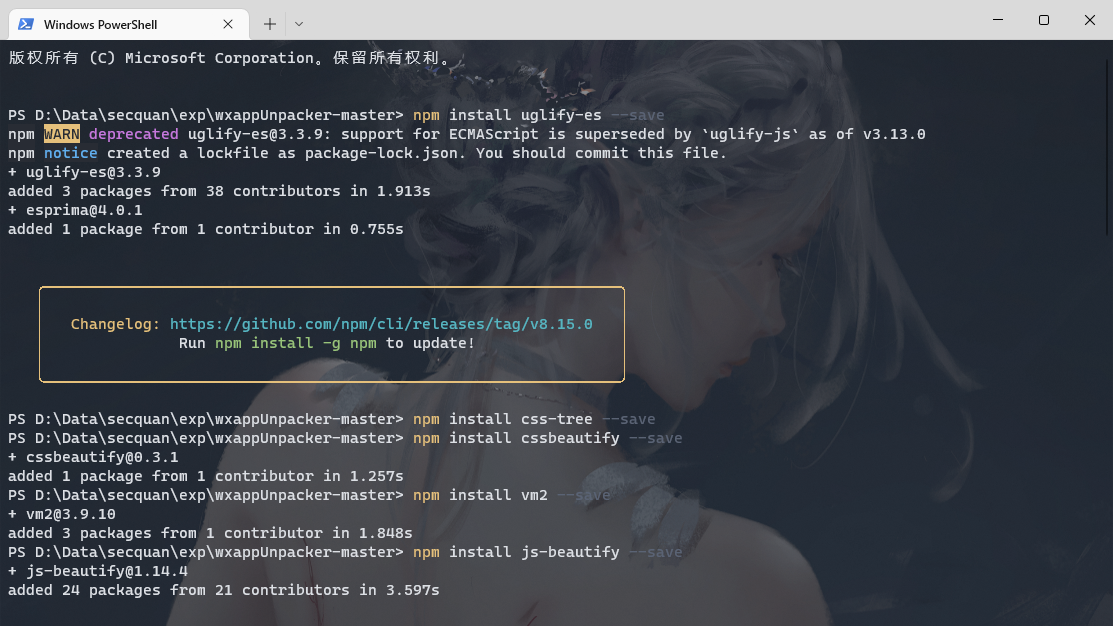 Windows PowerShell
版权所有 (C) Microsoft Corporation。保留所有权利。
PS D:\Data\secquan\exp\wxappUnpacker-master> npm install uglify-es --save
npm WARN deprecated uglify-es@3.3.9: support for ECMAScript is superseded by `uglify-js` as of v3.13.0
npm notice created a lockfile as package-lock.json. You should commit this file.
+ uglify-es@3.3.9
added 3 packages from 38 contributors in 1.913s
+ esprima@4.0.1
added 1 package from 1 contributor in 0.755s
Changelog: https://github.com/npm/cli/releases/tag/v8.15.0
Run npm install -g npm to update!
PS D:\Data\secquan\exp\wxappUnpacker-master> npm install css-tree --save
PS D:\Data\secquan\exp\wxappUnpacker-master> npm install cssbeautify --save
+ cssbeautify@0.3.1
added 1 package from 1 contributor in 1.257s
PS D:\Data\secquan\exp\wxappUnpacker-master> npm install vm2 --save
+ vm2@3.9.10
added 3 packages from 1 contributor in 1.848s
PS D:\Data\secquan\exp\wxappUnpacker-master> npm install js-beautify --save
+ js-beautify@1.14.4
added 24 packages from 21 contributors in 3.597s